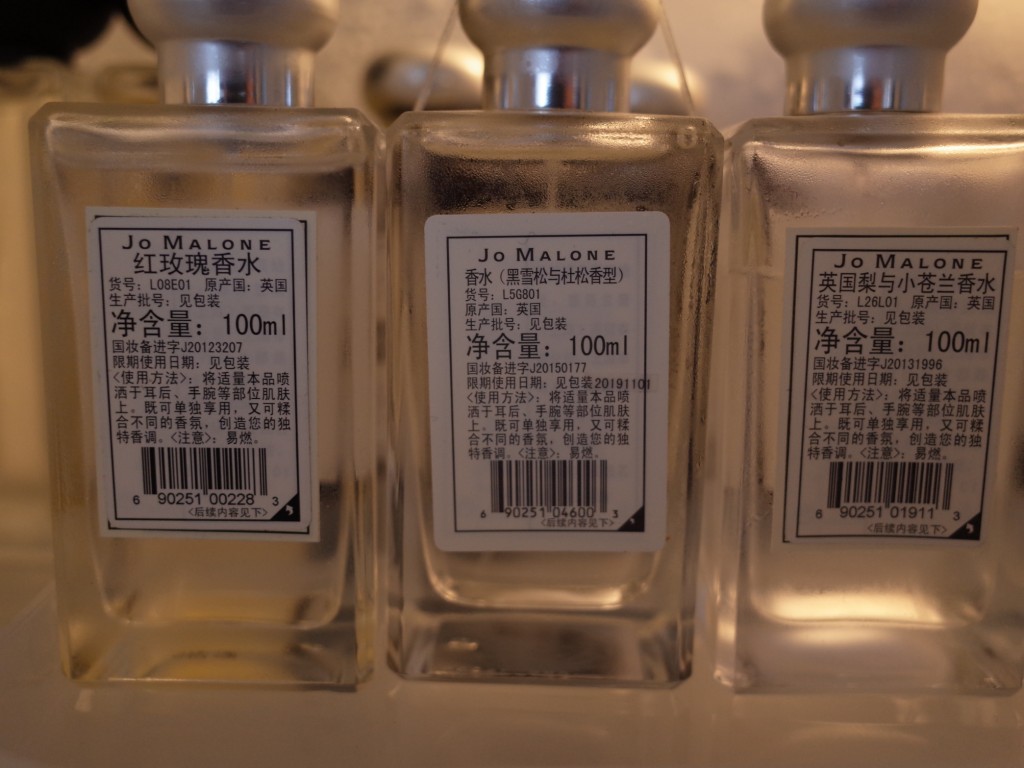 JO MALONE
红玫瑰香水
货号：L08E01 原产国：英国
生产批号：见包装
净含量：100ml
国妆备进字J20123207
限期使用日期：见包装
<使用方法>：将适量本品喷
洒于耳后、手腕等部位肌肤
上。既可单独享用，又可糅
合不同的香氛，创造您的独
特香调。<注意>：易燃。
6 90251 00228 3
<后续内容见下>
JO MALONE
香水（黑雪松与杜松香型）
货号：L5G801
原产国：英国
生产批号：见包装
净含量：100ml
国妆备进字J20150177
限期使用日期：见包装20191101
<使用方法>：将适量本品喷
洒于耳后、手腕等部位肌肤
上。既可单独享用，又可糅
合不同的香氛，创造您的独
特香调。<注意>：易燃。
6 90251 04600 3
<后续内容见下>
JO MALONE
英国梨与小苍兰香水
货号：L26L01 原产国：英国
生产批号：见包装
净含量：100ml
国妆备进字J20131996
限期使用日期：见包装
<使用方法>：将适量本品喷
洒于耳后、手腕等部位肌肤
上。既可单独享用，又可糅
合不同的香氛，创造您的独
特香调。<注意>：易燃。
6 90251 01911 3
<后续内容见下>